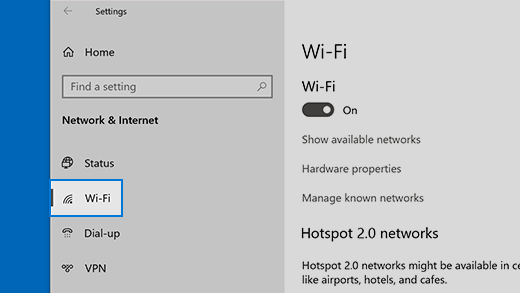 Settings
Home
Find a setting
Network & Internet
Status
Wi-Fi
Dial-up
VPN
Wi-Fi
Wi-Fi
On
Show available networks
Hardware properties
Manage known networks
Hotspot 2.0 networks
Hotspot 2.0 networks might be available in ce
like airports, hotels, and cafes.